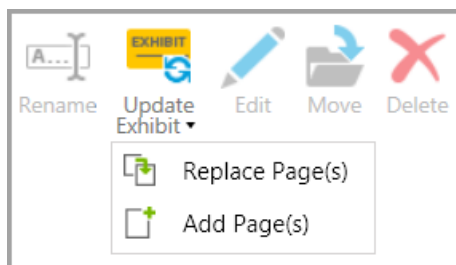 A...
EXHIBIT
Rename
Update
Exhibit
Edit
Move
Delete
Replace Page(s)
Add Page(s)